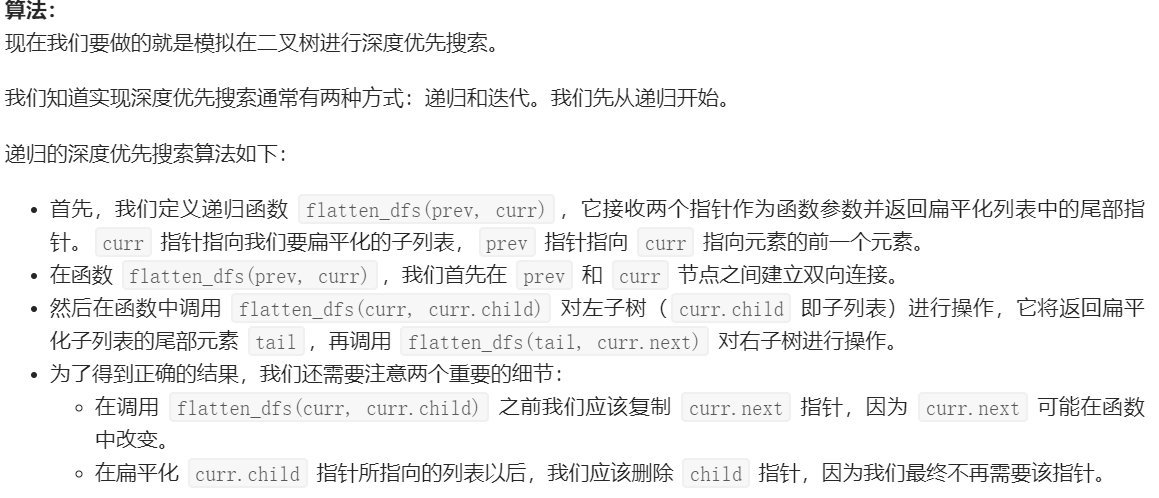 算法：
现在我们要做的就是模拟在二叉树进行深度优先搜索。
我们知道实现深度优先搜索通常有两种方式：递归和迭代。我们先从递归开始。
递归的深度优先搜索算法如下：
• 首先，我们定义递归函数 flatten_dfs(prev, curr) ，它接收两个指针作为函数参数并返回扁平化列表中的尾部指
针。 curr 指针指向我们要扁平化的子列表， prev 指针指向 curr 指向元素的前一个元素。
• 在函数 flatten_dfs(prev, curr) ，我们首先在 prev 和 curr 节点之间建立双向连接。
• 然后在函数中调用 flatten_dfs(curr, curr.child) 对左子树（ curr.child 即子列表）进行操作，它将返回扁平
化子列表的尾部元素 tail ，再调用 flatten_dfs(tail, curr.next) 对右子树进行操作。
• 为了得到正确的结果，我们还需要注意两个重要的细节：
◦ 在调用 flatten_dfs(curr, curr.child) 之前我们应该复制 curr.next 指针，因为 curr.next 可能在函数
中改变。
◦ 在扁平化 curr.child 指针所指向的列表以后，我们应该删除 child 指针，因为我们最终不再需要该指针。